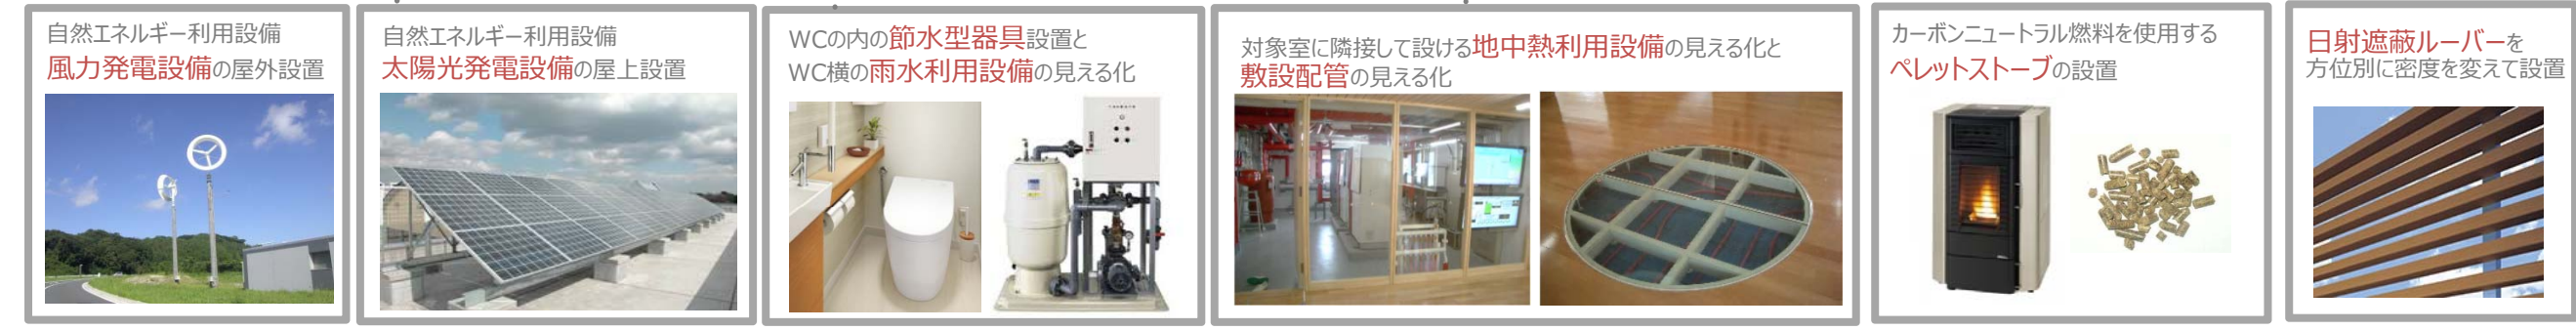 自然エネルギー利用設備
風力発電設備の屋外設置
自然エネルギー利用設備
太陽光発電設備の屋上設置
WCの内の節水型器具設置と
WC横の雨水利用設備の見える化
対象室に隣接して設ける地中熱利用設備の見える化と
敷設配管の見える化
カーボンニュートラル燃料を使用する
ペレットストーブの設置
日射遮蔽ルーバーを
方位別に密度を変えて設置